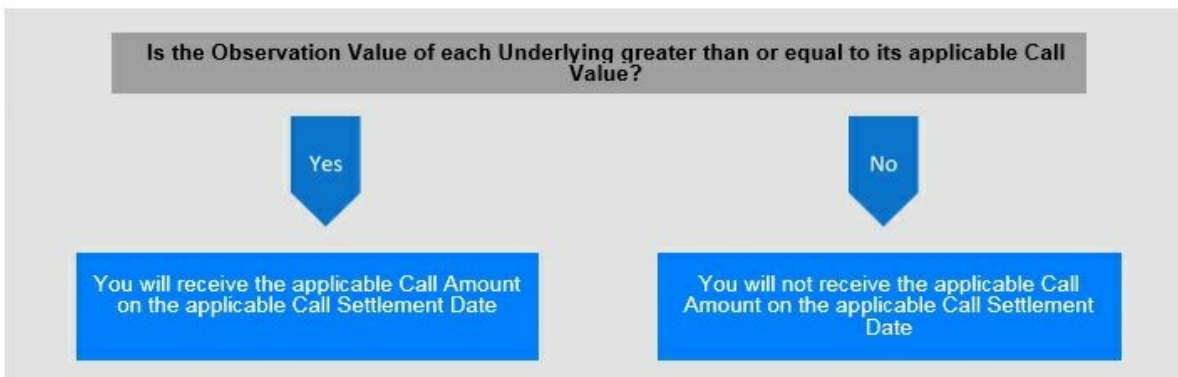 Is the Observation Value of each Underlying greater than or equal to its applicable Call
Value?
Yes
No
You will receive the applicable Call Amount
on the applicable Call Settlement Date
You will not receive the applicable Call
Amount on the applicable Call Settlement
Date